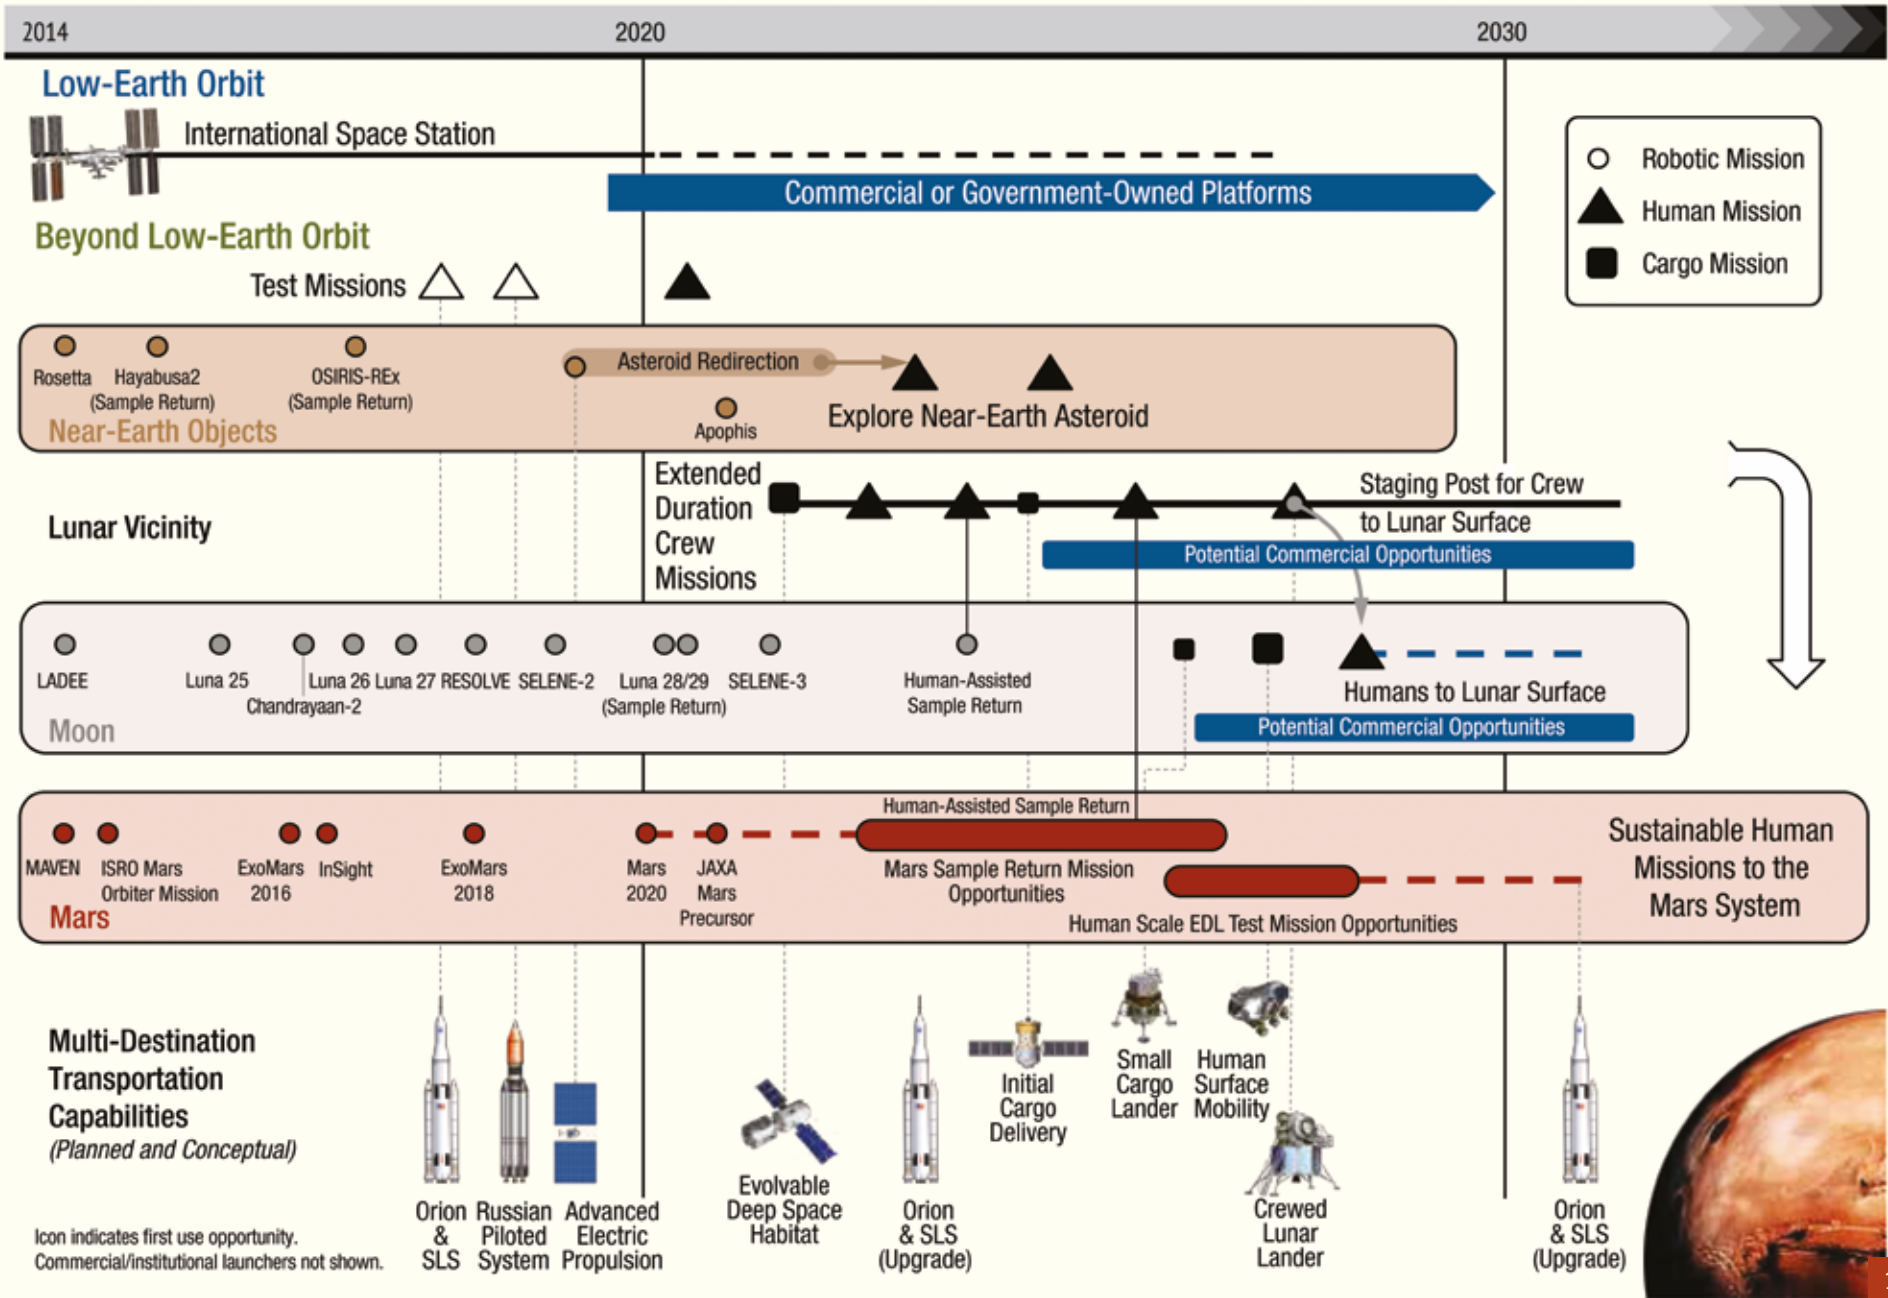 2014
2020
2030
Low-Earth Orbit
International Space Station
Commercial or Government-Owned Platforms
Robotic Mission
Human Mission
Cargo Mission
Beyond Low-Earth Orbit
Test Missions
Rosetta
Hayabusa2
(Sample Return)
OSIRIS-REx
(Sample Return)
Asteroid Redirection
Apophis
Explore Near-Earth Asteroid
Near-Earth Objects
Lunar Vicinity
Extended
Duration
Crew
Missions
Staging Post for Crew
to Lunar Surface
Potential Commercial Opportunities
LADEE
Luna 25
Chandrayaan-2
Luna 26
Luna 27
RESOLVE
SELENE-2
Luna 28/29
(Sample Return)
SELENE-3
Human-Assisted
Sample Return
Humans to Lunar Surface
Potential Commercial Opportunities
Moon
Human-Assisted Sample Return
MAVEN
ISRO Mars
Orbiter Mission
ExoMars
2016
InSight
ExoMars
2018
Mars
2020
JAXA
Mars
Precursor
Mars Sample Return Mission
Opportunities
Human Scale EDL Test Mission Opportunities
Sustainable Human
Missions to the
Mars System
Mars
Multi-Destination
Transportation
Capabilities
(Planned and Conceptual)
Icon indicates first use opportunity.
Commercial/institutional launchers not shown.
Orion
&
SLS
Russian
Piloted
System
Advanced
Electric
Propulsion
Evolvable
Deep Space
Habitat
Orion
& SLS
(Upgrade)
Initial
Cargo
Delivery
Small
Cargo
Lander
Human
Surface
Mobility
Crewed
Lunar
Lander
Orion
& SLS
(Upgrade)